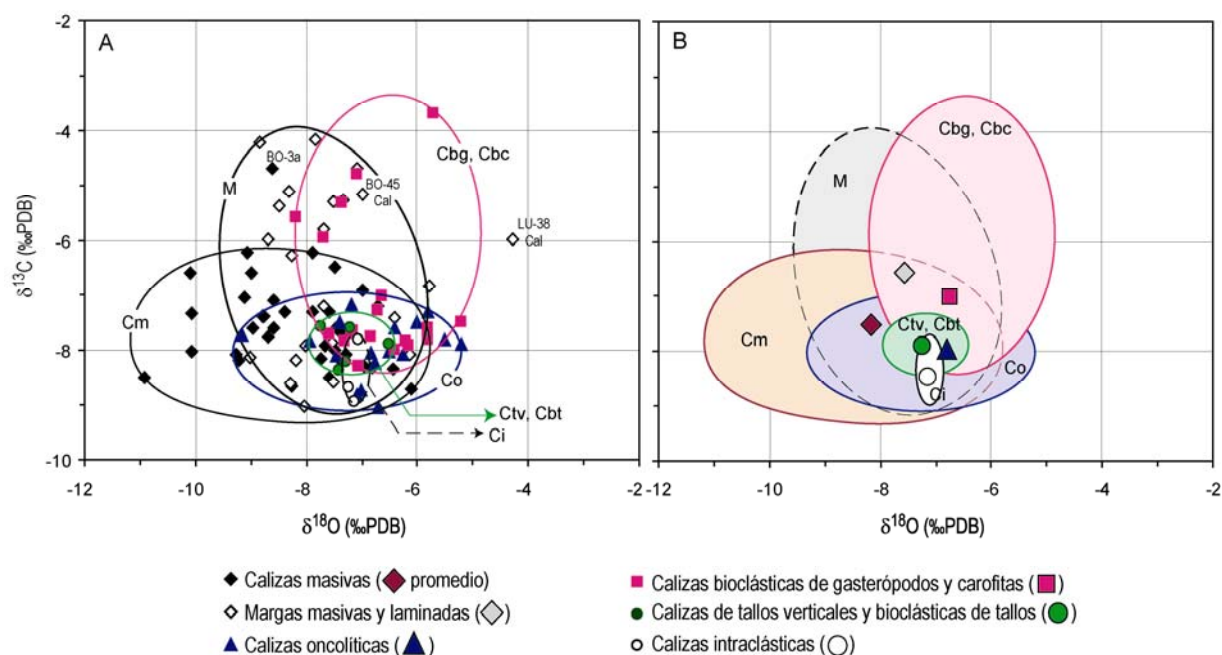 A
B
-2
-4
-6
-8
-10
δ¹³C (‰PDB)
BO-3a
BO-45
Cal
LU-38
Cal
M
Cbg, Cbc
Cm
Co
Ctv, Cbt
Ci
-12
-10
-8
-6
-4
-2
δ¹⁸O (‰PDB)
Cbg, Cbc
M
Cm
Ctv, Cbt
Co
Ci
-12
-10
-8
-6
-4
-2
δ¹⁸O (‰PDB)
Calizas masivas ( promedio)
Margas masivas y laminadas ( )
Calizas oncolíticas ( )
Calizas bioclásticas de gasterópodos y carofitas ( )
Calizas de tallos verticales y bioclásticas de tallos ( )
Calizas intraclásticas ( )